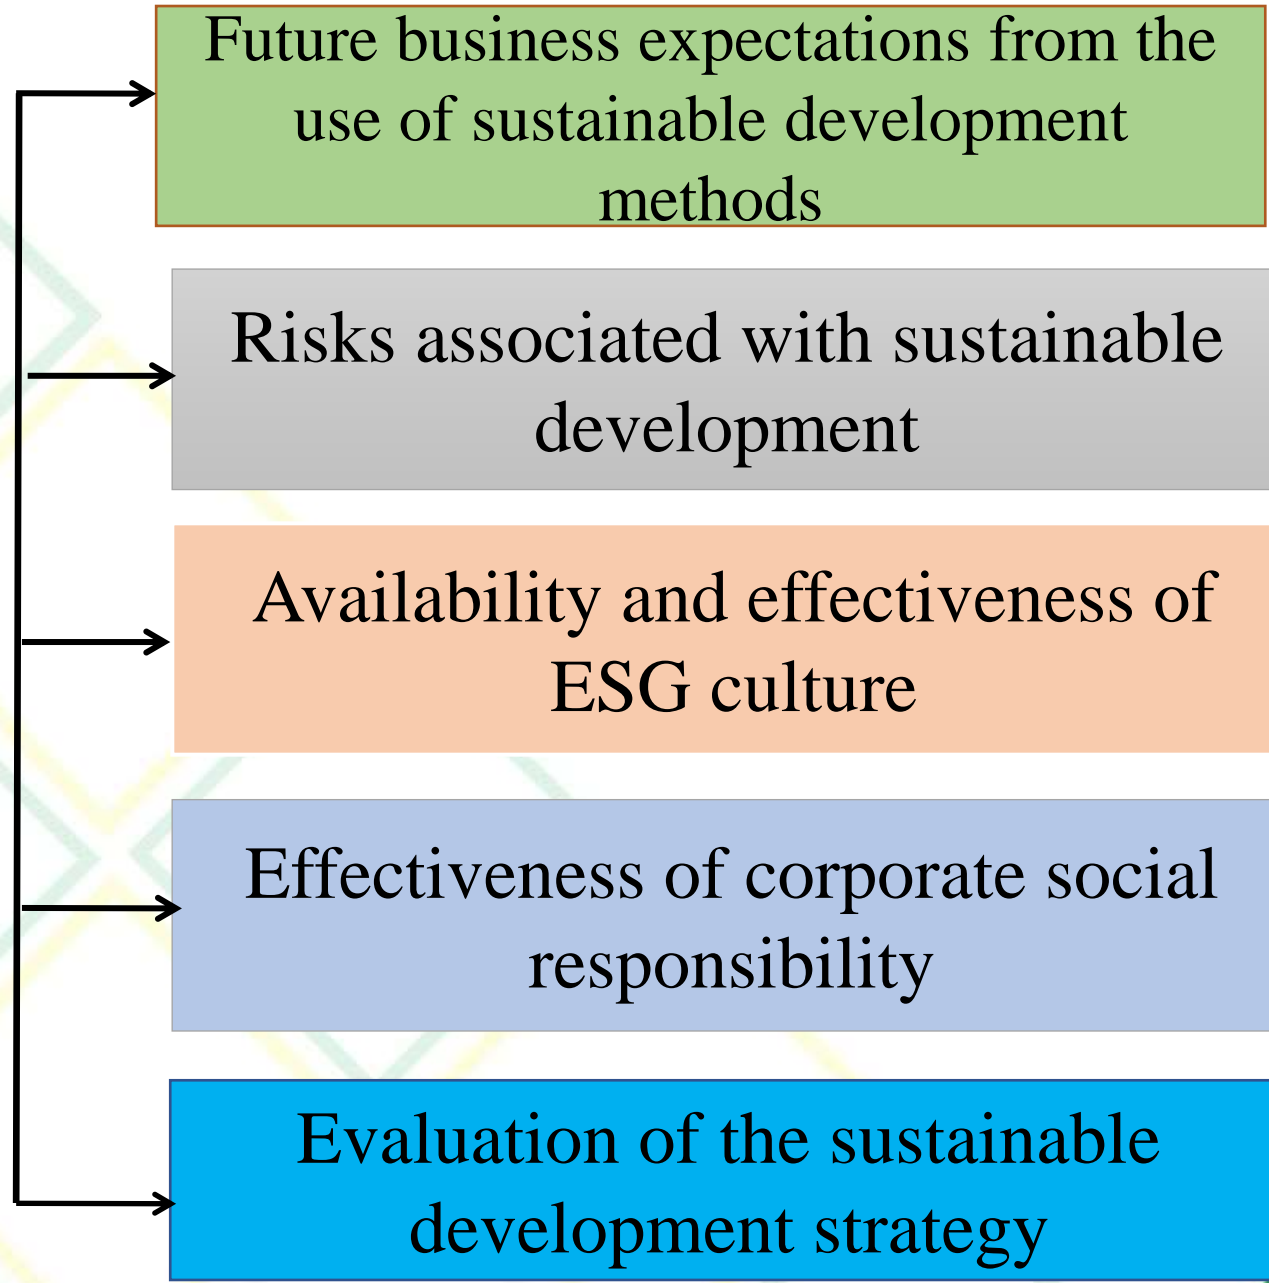 Future business expectations from the
use of sustainable development
methods
Risks associated with sustainable
development
Availability and effectiveness of
ESG culture
Effectiveness of corporate social
responsibility
Evaluation of the sustainable
development strategy